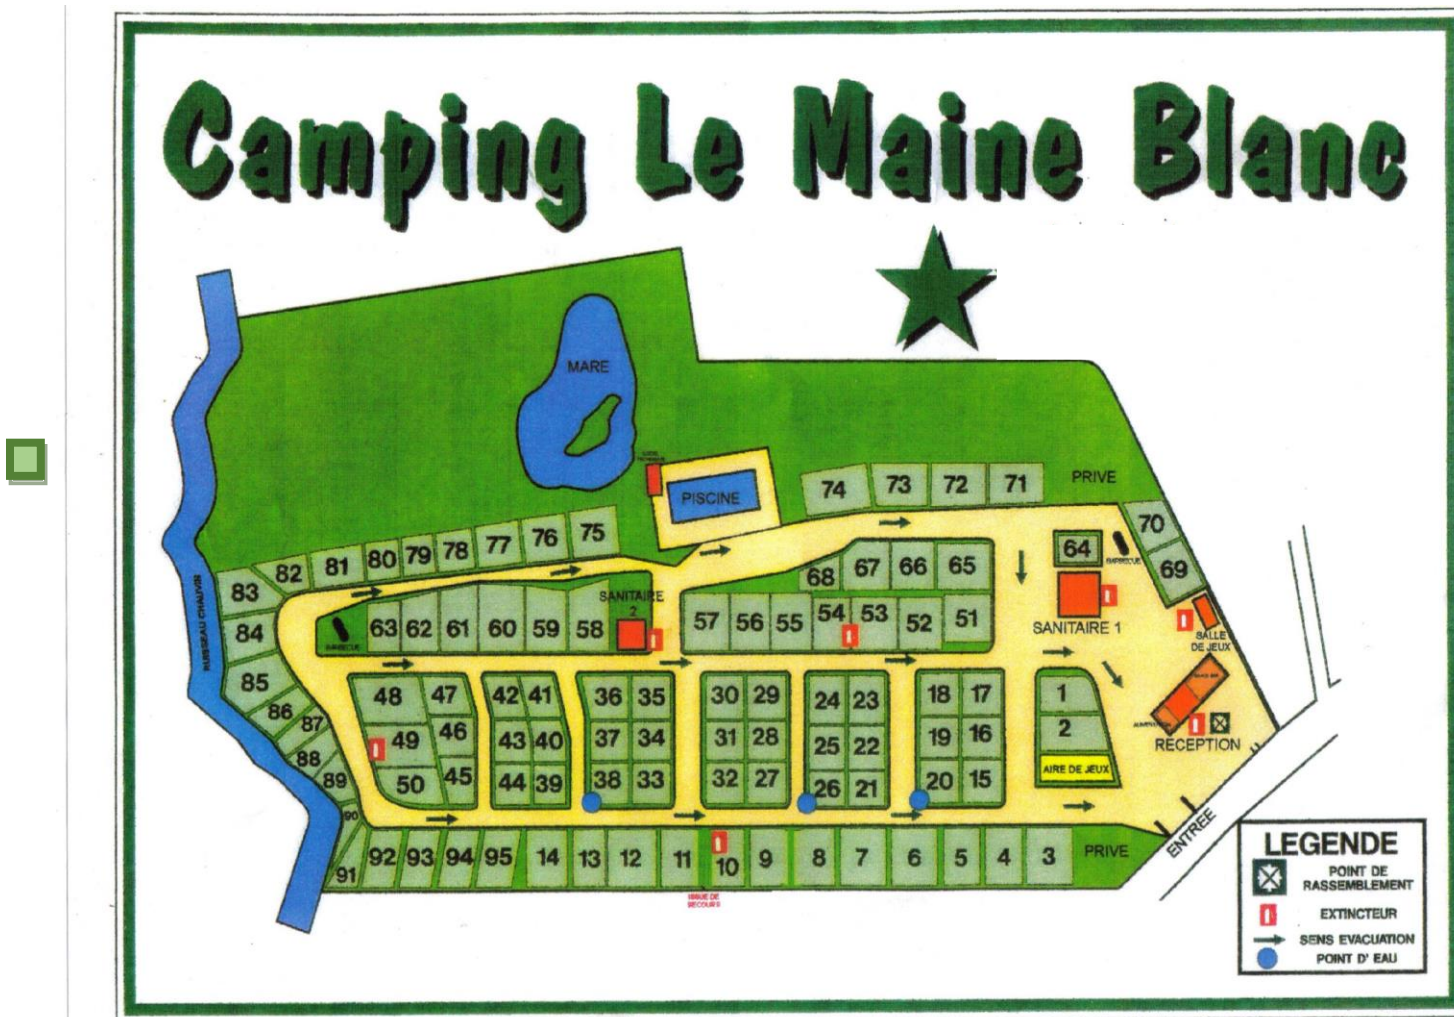 Camping Le Maine Blanc
MARE
PISCINE
74 73 72 71 PRIVE
83 82 81 80 79 78 77 76 75
70
64
BARBECUE
69
68 67 66 65
SANITAIRE
2
84
63 62 61 60 59 58
57 56 55 54 53 52 51
SANITAIRE 1
SALLE
DE JEUX
RUISSEAU CHAUVIN
BARBECUE
85
86
87
88
89
90
91
48 47
49 46
50 45
42 41
43 40
44 39
36 35
37 34
38 33
30 29
31 28
32 27
24 23
25 22
26 21
18 17
19 16
20 15
1
2
AIRE DE JEUX
RECEPTION
ENTREE
92 93 94 95 14 13 12 11 10 9 8 7 6 5 4 3 PRIVE
ISSUE DE
SECOURS
LEGENDE
POINT DE
RASSEMBLEMENT
EXTINCTEUR
SENS EVACUATION
POINT D' EAU